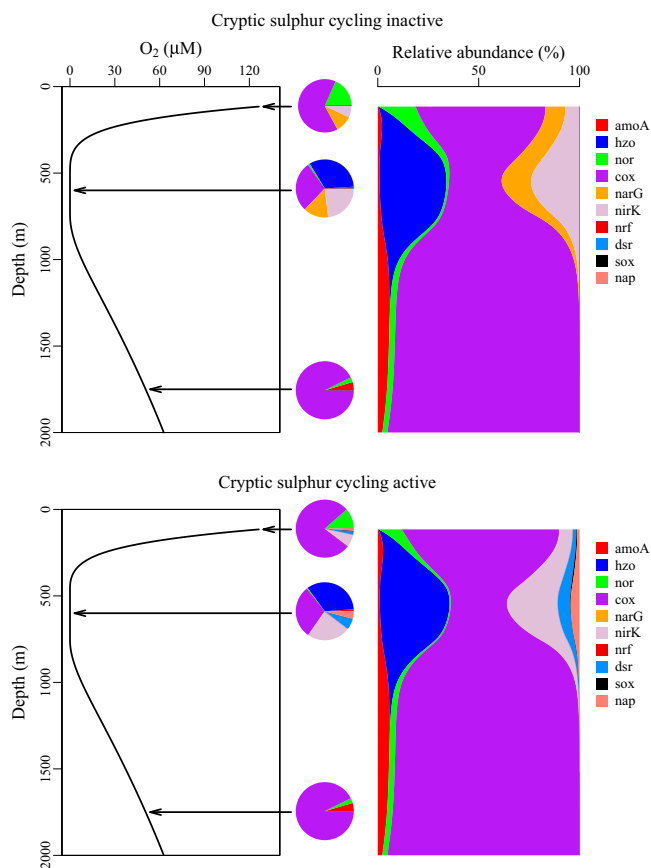 Cryptic sulphur cycling inactive
O2 (µM)
Relative abundance (%)
0 30 60 90 120
0 50 100
Depth (m)
0
500
1000
1500
2000
amoA
hzo
nor
cox
narG
nirK
nrf
dsr
sox
nap
Cryptic sulphur cycling active
Depth (m)
0
500
1000
1500
2000
amoA
hzo
nor
cox
narG
nirK
nrf
dsr
sox
nap